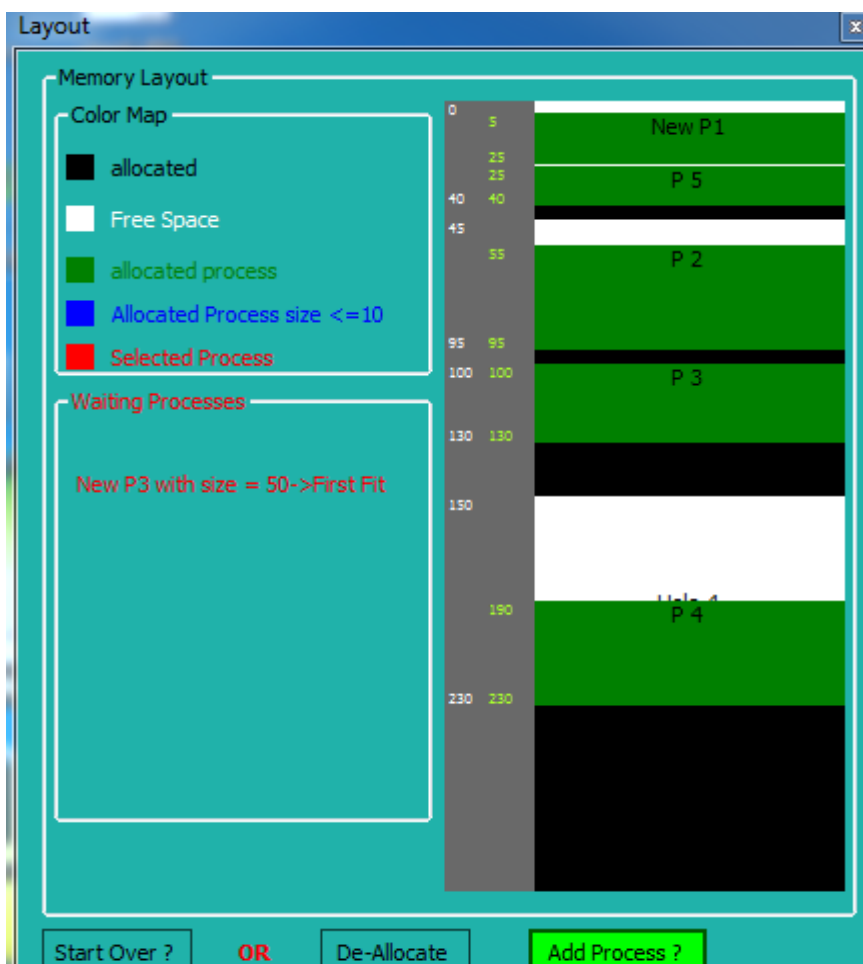 Layout
x
Memory Layout
Color Map
allocated
Free Space
allocated process
Allocated Process size <=10
Selected Process
Waiting Processes
New P3 with size = 50->First Fit
0
5
New P1
25
25
P 5
40 40
45
55
P 2
95 95
100 100
P 3
130 130
150
190
P 4
230 230
Start Over ?
OR
De-Allocate
Add Process ?